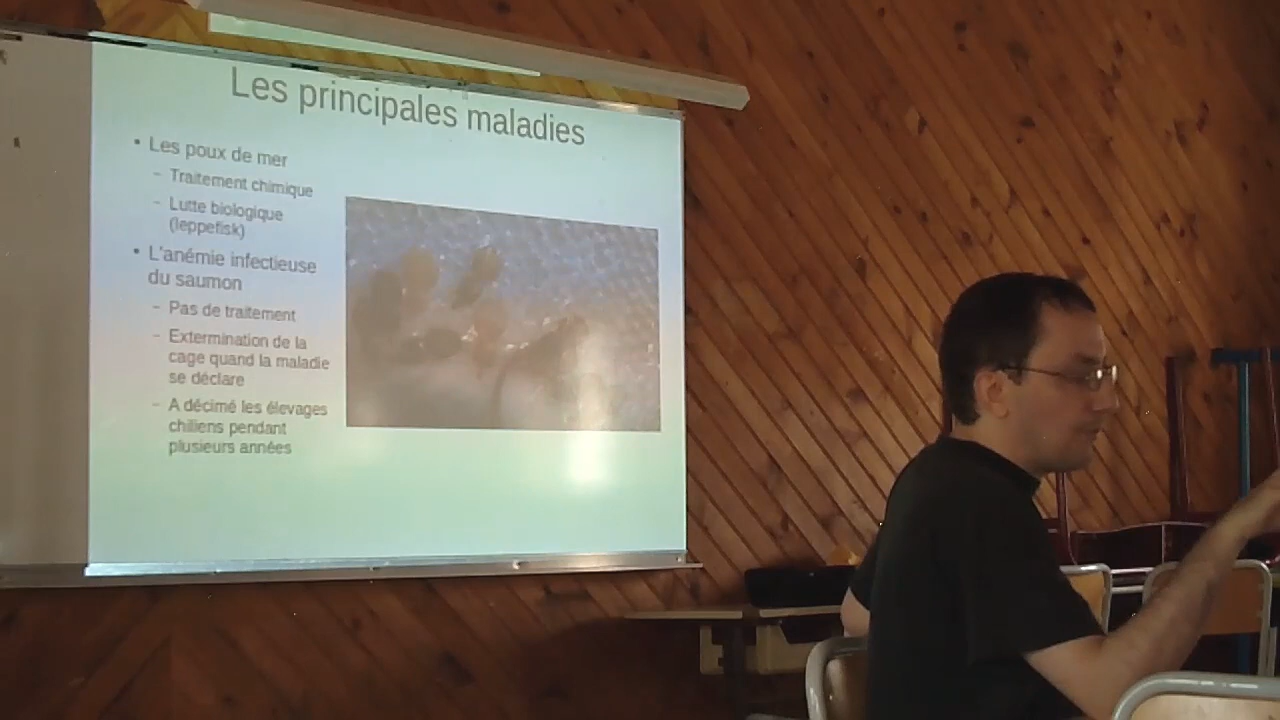 Les principales maladies
• Les poux de mer
– Traitement chimique
– Lutte biologique
(leppefisk)
• L'anémie infectieuse
du saumon
– Pas de traitement
– Extermination de la
cage quand la maladie
se déclare
– A décimé les élevages
chiliens pendant
plusieurs années